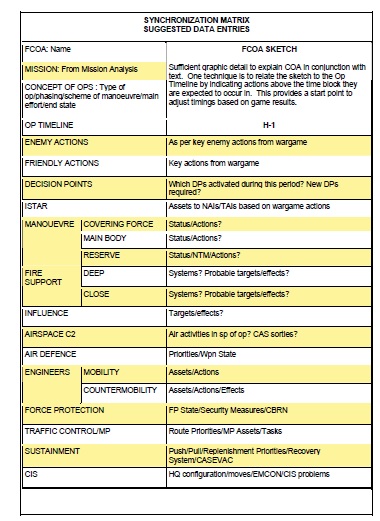 SYNCHRONIZATION MATRIX
SUGGESTED DATA ENTRIES
FCOA: Name
FCOA SKETCH
MISSION: From Mission Analysis
CONCEPT OF OPS : Type of
op/phasing/scheme of manoeuvre/main
effort/end state
Sufficient graphic detail to explain COA in conjunction with
text. One technique is to relate the sketch to the Op
Timeline by indicating actions above the time block they
are expected to occur in. This provides a start point to
adjust timings based on game results.
OP TIMELINE
H-1
ENEMY ACTIONS
As per key enemy actions from wargame
FRIENDLY ACTIONS
Key actions from wargame
DECISION POINTS
Which DPs activated during this period? New DPs
required?
ISTAR
Assets to NAIs/TAIs based on wargame actions
MANOUEVRE
COVERING FORCE
Status/Actions?
MAIN BODY
Status/Actions?
RESERVE
Status/NTM/Actions?
FIRE
SUPPORT
DEEP
Systems? Probable targets/effects?
CLOSE
Systems? Probable targets/effects?
INFLUENCE
Targets/effects?
AIRSPACE C2
Air activities in sp of op? CAS sorties?
AIR DEFENCE
Priorities/Wpn State
ENGINEERS
MOBILITY
Assets/Actions
COUNTERMOBILITY
Assets/Actions/Effects
FORCE PROTECTION
FP State/Security Measures/CBRN
TRAFFIC CONTROL/MP
Route Priorities/MP Assets/Tasks
SUSTAINMENT
Push/Pull/Replenishment Priorities/Recovery
System/CASEVAC
CIS
HQ configuration/moves/EMCON/CIS problems